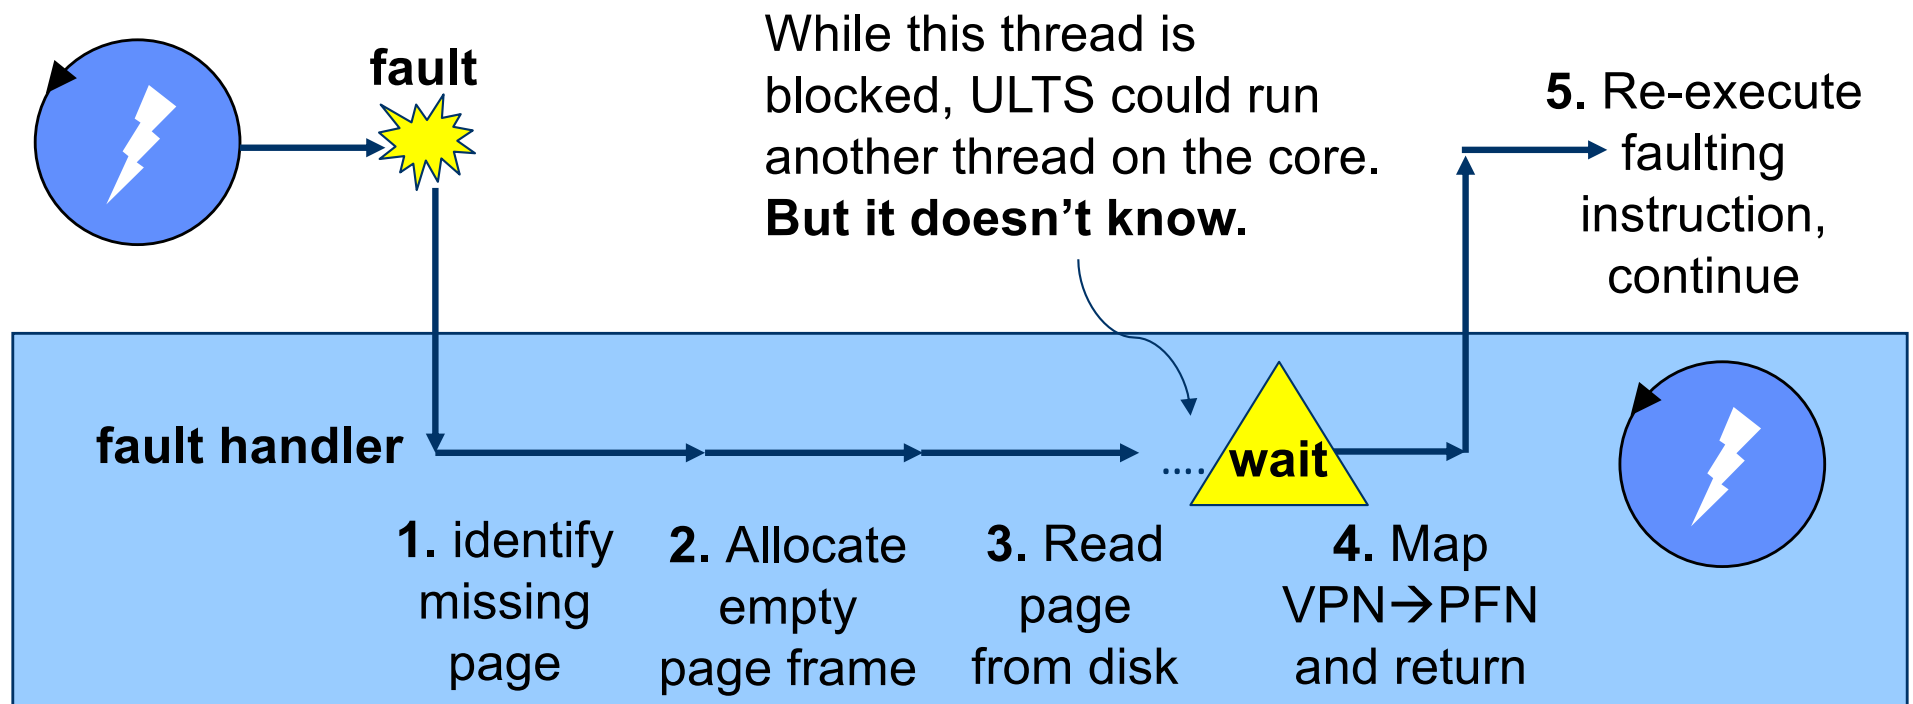 fault
While this thread is
blocked, ULTS could run
another thread on the core.
But it doesn’t know.
5. Re-execute
faulting
instruction,
continue
fault handler
....
wait
1. identify
missing
page
2. Allocate
empty
page frame
3. Read
page
from disk
4. Map
VPN→PFN
and return